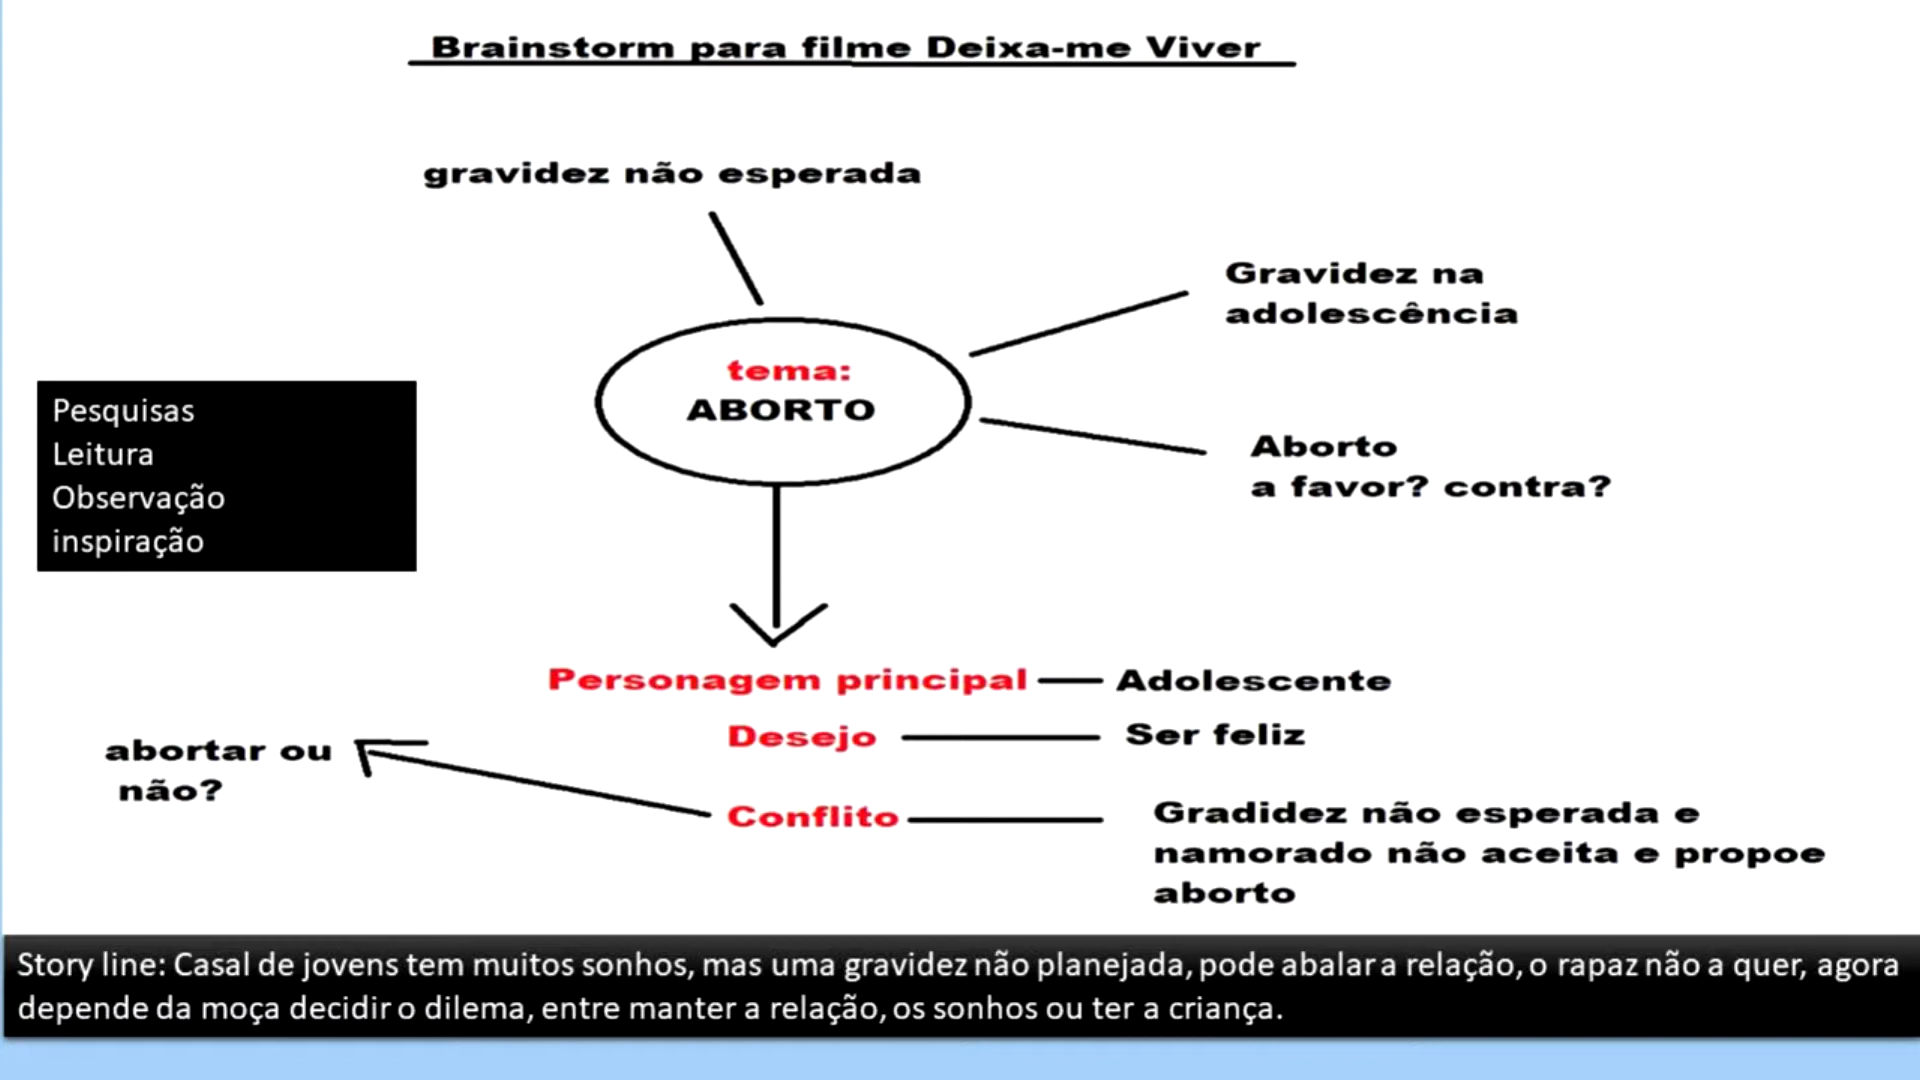 Brainstorm para filme Deixa-me Viver
gravidez não esperada
Gravidez na
adolescência
tema:
ABORTO
Aborto
a favor? contra?
Pesquisas
Leitura
Observação
inspiração
Personagem principal
Adolescente
Desejo
Ser feliz
abortar ou
não?
Conflito
Gradidez não esperada e
namorado não aceita e propoe
aborto
Story line: Casal de jovens tem muitos sonhos, mas uma gravidez não planejada, pode abalar a relação, o rapaz não a quer, agora
depende da moça decidir o dilema, entre manter a relação, os sonhos ou ter a criança.